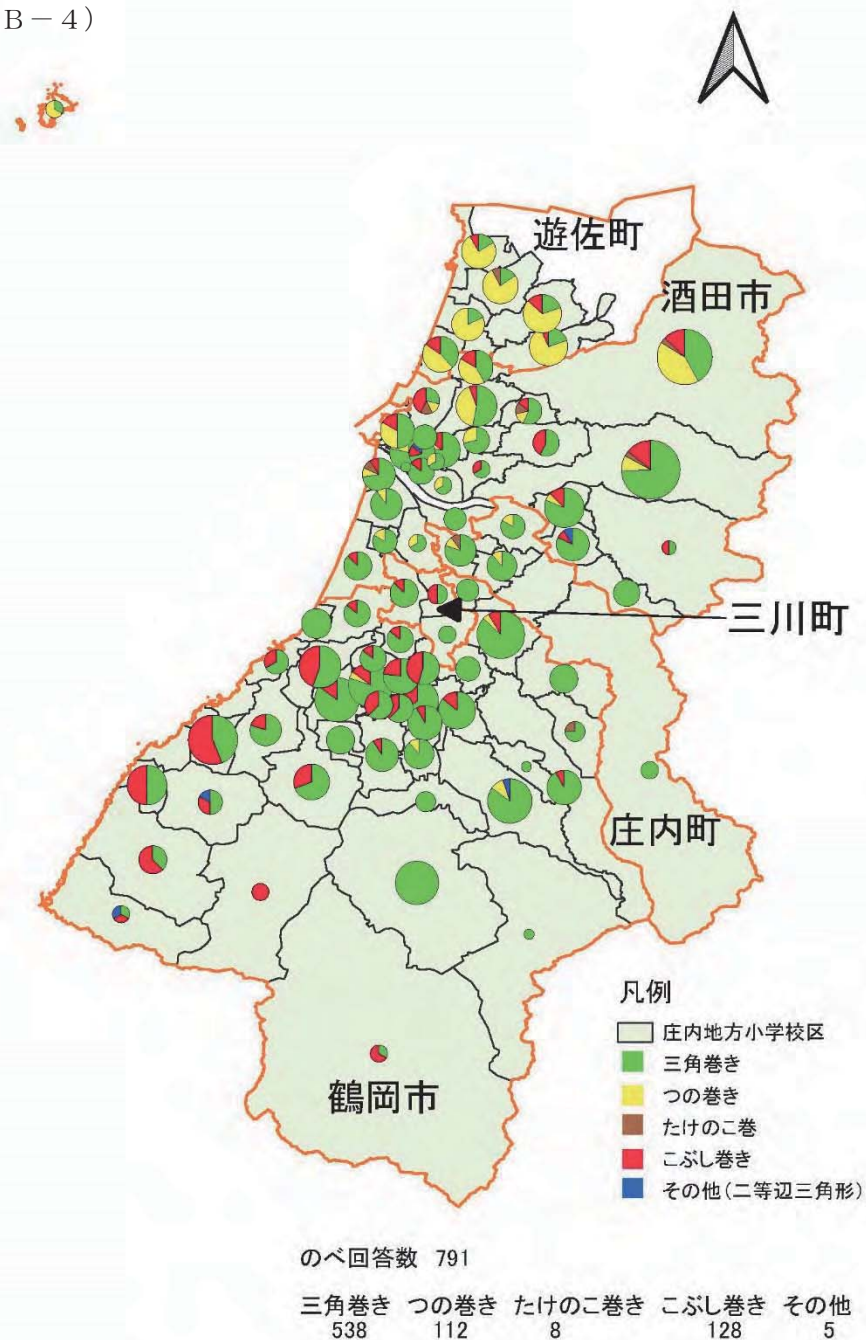 B－4）
遊佐町
酒田市
三川町
庄内町
鶴岡市
凡例
庄内地方小学校区
三角巻き
つの巻き
たけのこ巻
こぶし巻き
その他（二等辺三角形）
のべ回答数 791
三角巻き つの巻き たけのこ巻き こぶし巻き その他
538 112 8 128 5